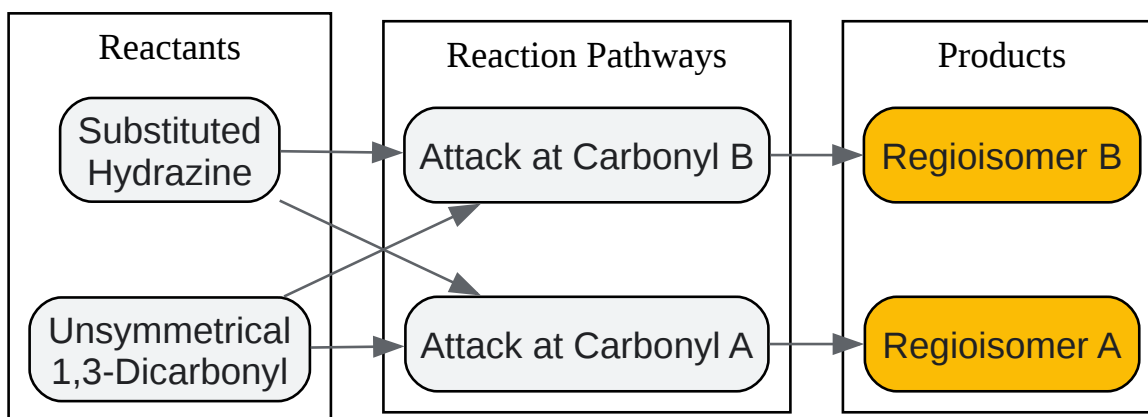 Reactants
Substituted
Hydrazine
Unsymmetrical
1,3-Dicarbonyl
Reaction Pathways
Attack at Carbonyl B
Attack at Carbonyl A
Products
Regioisomer B
Regioisomer A